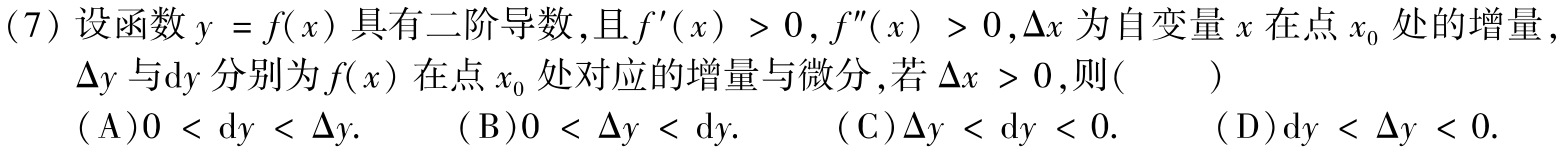 (7) 设函数 y = f(x) 具有二阶导数,且 f′(x) > 0, f″(x) > 0,Δx 为自变量 x 在点 x₀ 处的增量,
Δy 与dy 分别为 f(x) 在点 x₀ 处对应的增量与微分,若 Δx > 0,则( )
(A)0 < dy < Δy. (B)0 < Δy < dy. (C)Δy < dy < 0. (D)dy < Δy < 0.